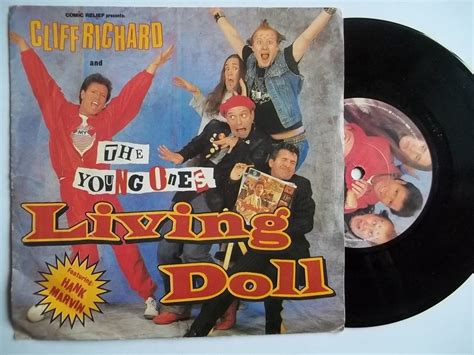 COMIC RELIEF presents:
CLIFF RICHARD
and
THE
YOUNG ONES
Living
Doll
Featuring:
HANK
MARVIN